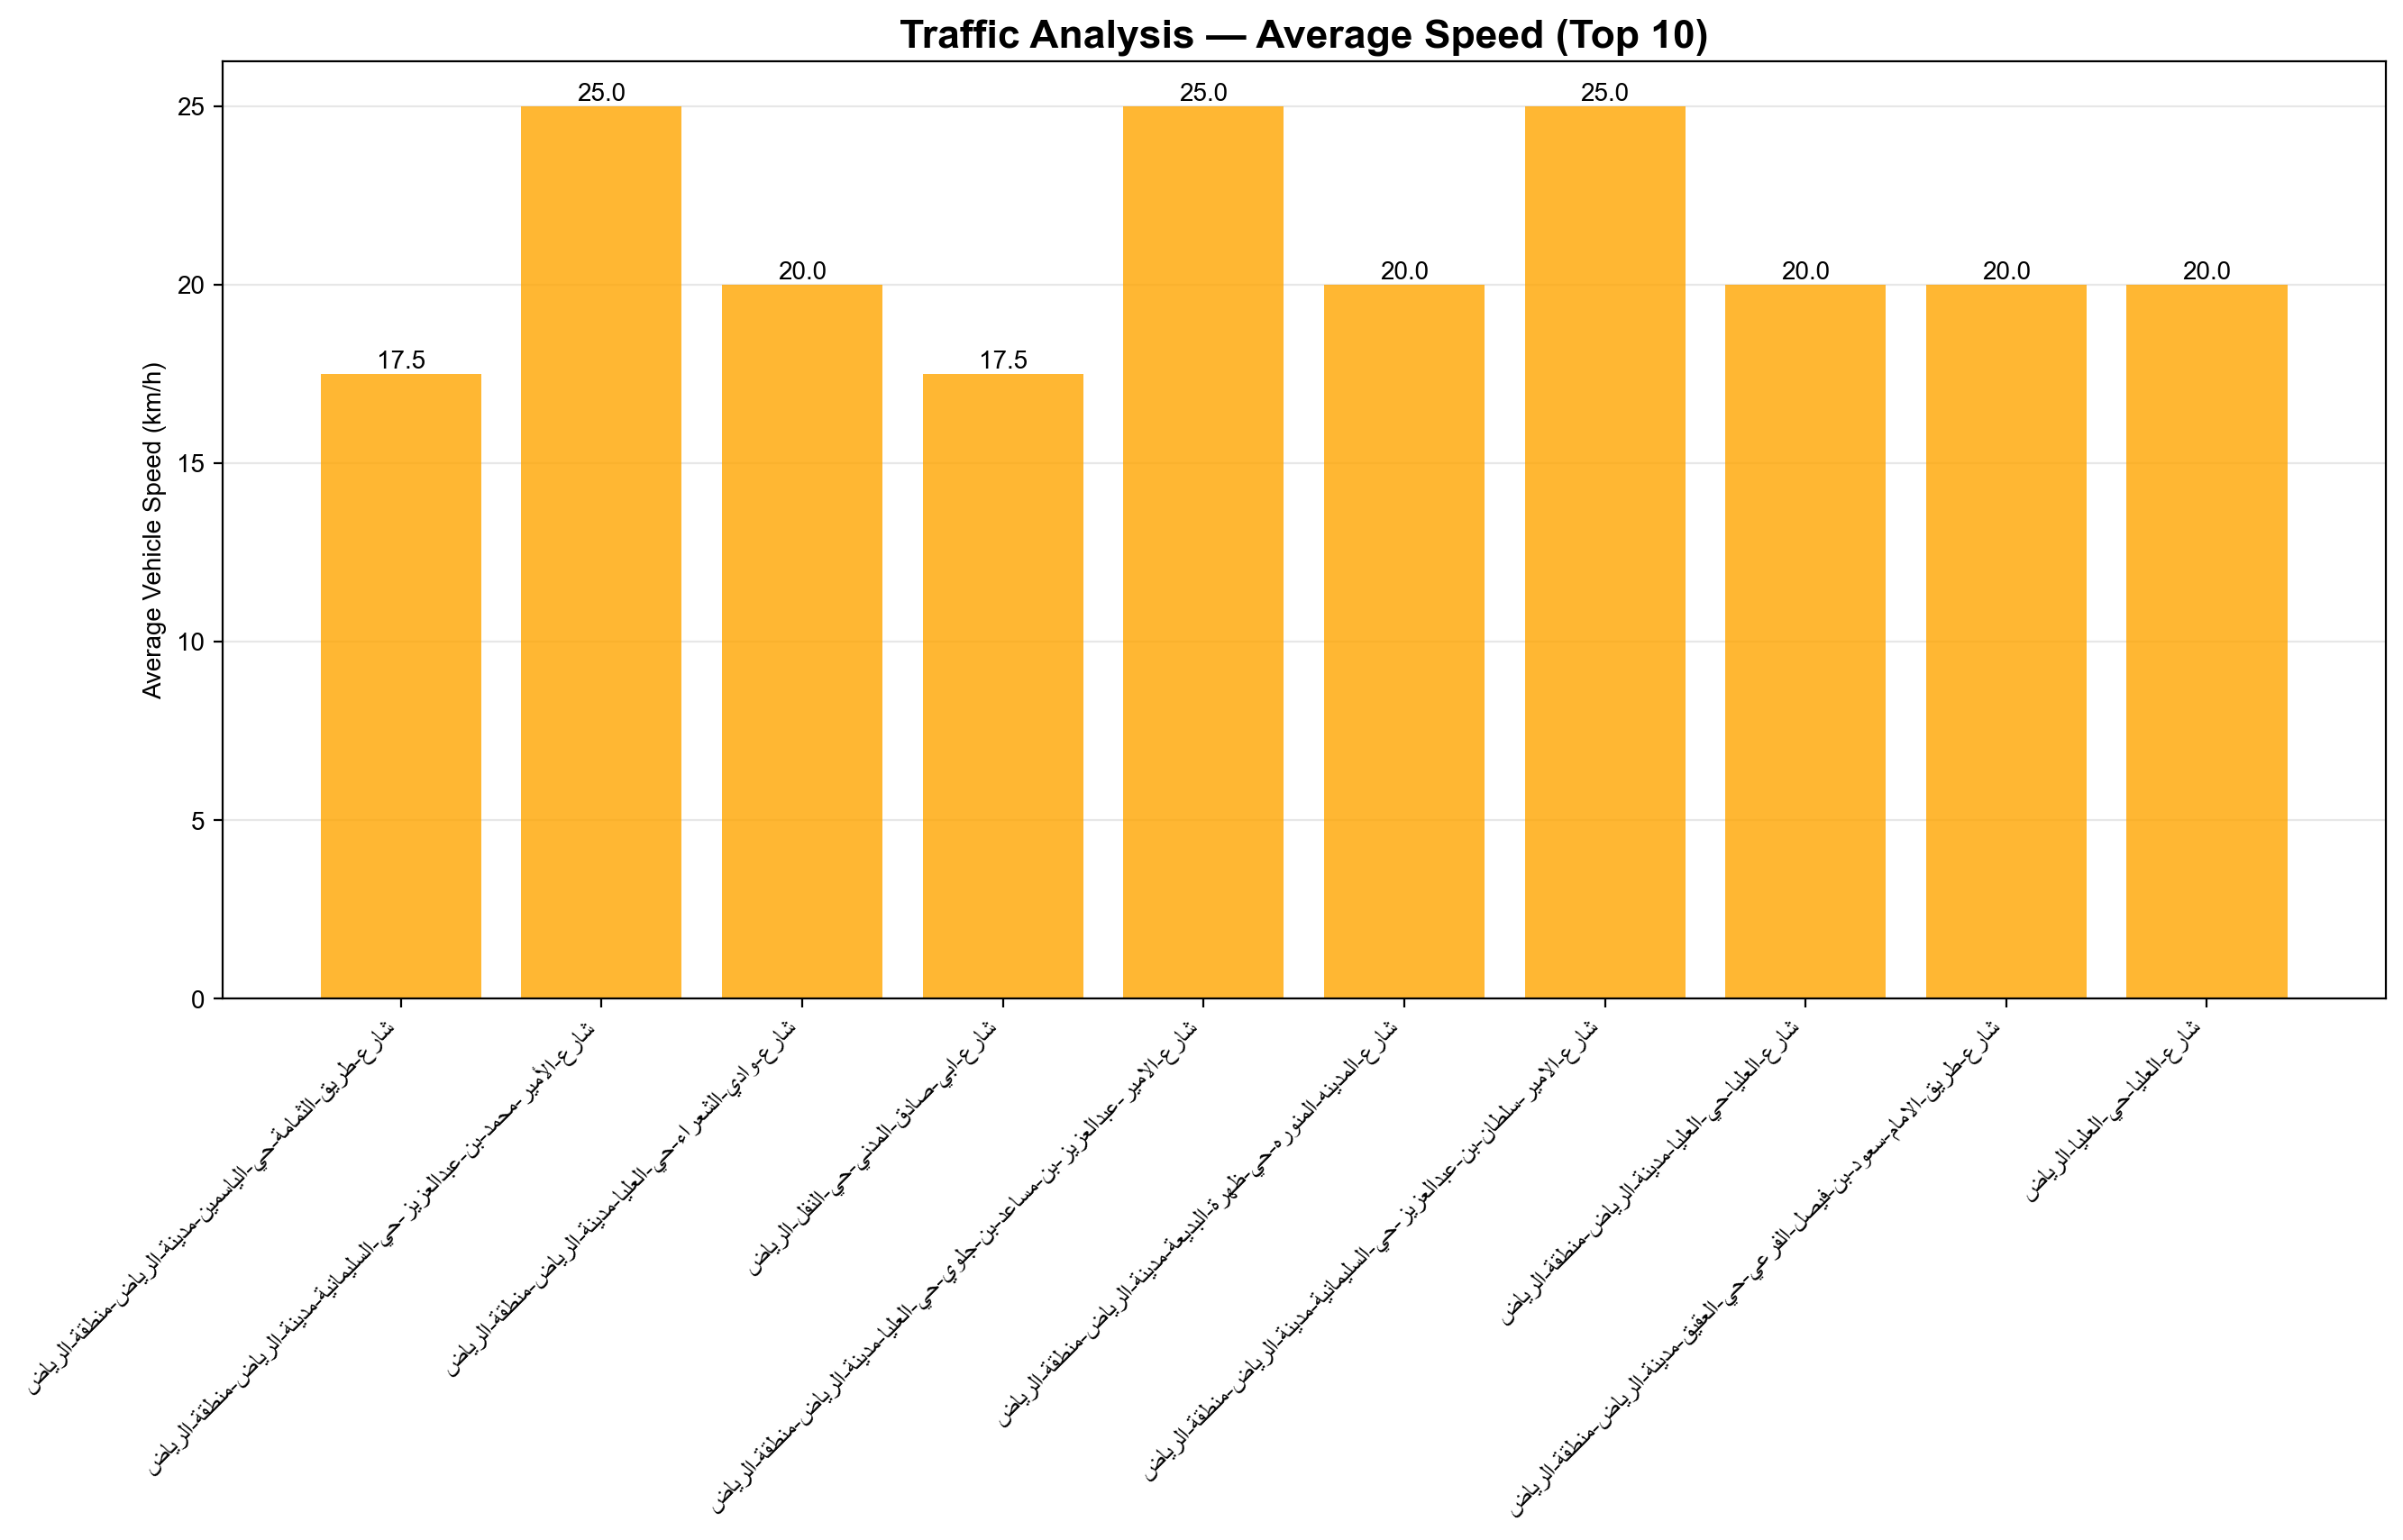 Traffic Analysis — Average Speed (Top 10)
Average Vehicle Speed (km/h)
25
20
15
10
5
0
17.5
25.0
20.0
17.5
25.0
20.0
25.0
20.0
20.0
20.0
شارع-طريق-الثمامة-حي-الياسمين-مدينة-الرياض-منطقة-الرياض
شارع-الأمير-محمد-بن-عبدالعزيز-حي-السليمانية-مدينة-الرياض-منطقة-الرياض
شارع-وادي-الشعراء-حي-العليا-مدينة-الرياض-منطقة-الرياض
شارع-ابي-صادق-المدني-حي-النفل-الرياض
شارع-الامير-عبدالعزيز-بن-مساعد-بن-جلوي-حي-العليا-مدينة-الرياض-منطقة-الرياض
شارع-المدينه-المنوره-حي-ظهرة-البديعة-مدينة-الرياض-منطقة-الرياض
شارع-الامير-سلطان-بن-عبدالعزيز-حي-السليمانية-مدينة-الرياض-منطقة-الرياض
شارع-العليا-حي-العليا-مدينة-الرياض-منطقة-الرياض
شارع-طريق-الامام-سعود-بن-فيصل-الفرعي-حي-العقيق-مدينة-الرياض-منطقة-الرياض
شارع-العليا-حي-العليا-الرياض